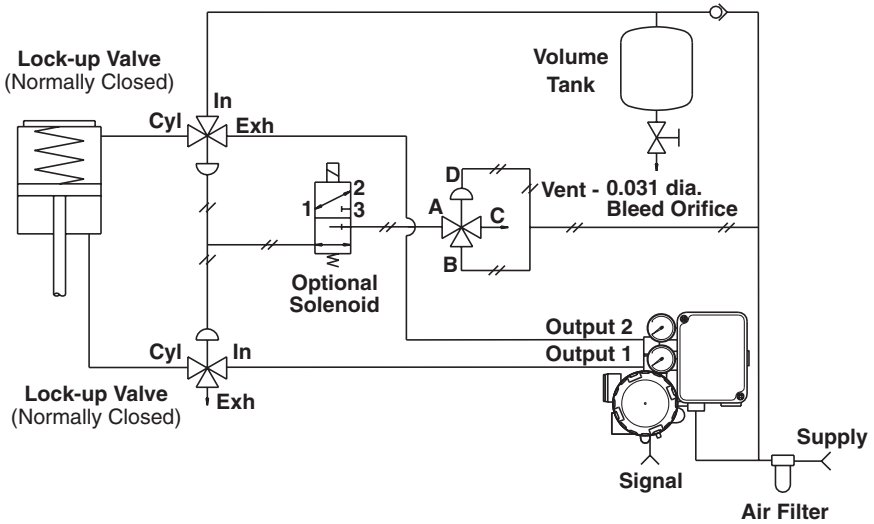 Lock-up Valve
(Normally Closed)
In
Cyl
Exh
Volume
Tank
D
2
1
3
A
C
B
Vent - 0.031 dia.
Bleed Orifice
Optional
Solenoid
Output 2
Output 1
Cyl
In
Lock-up Valve
(Normally Closed)
Exh
Supply
Signal
Air Filter